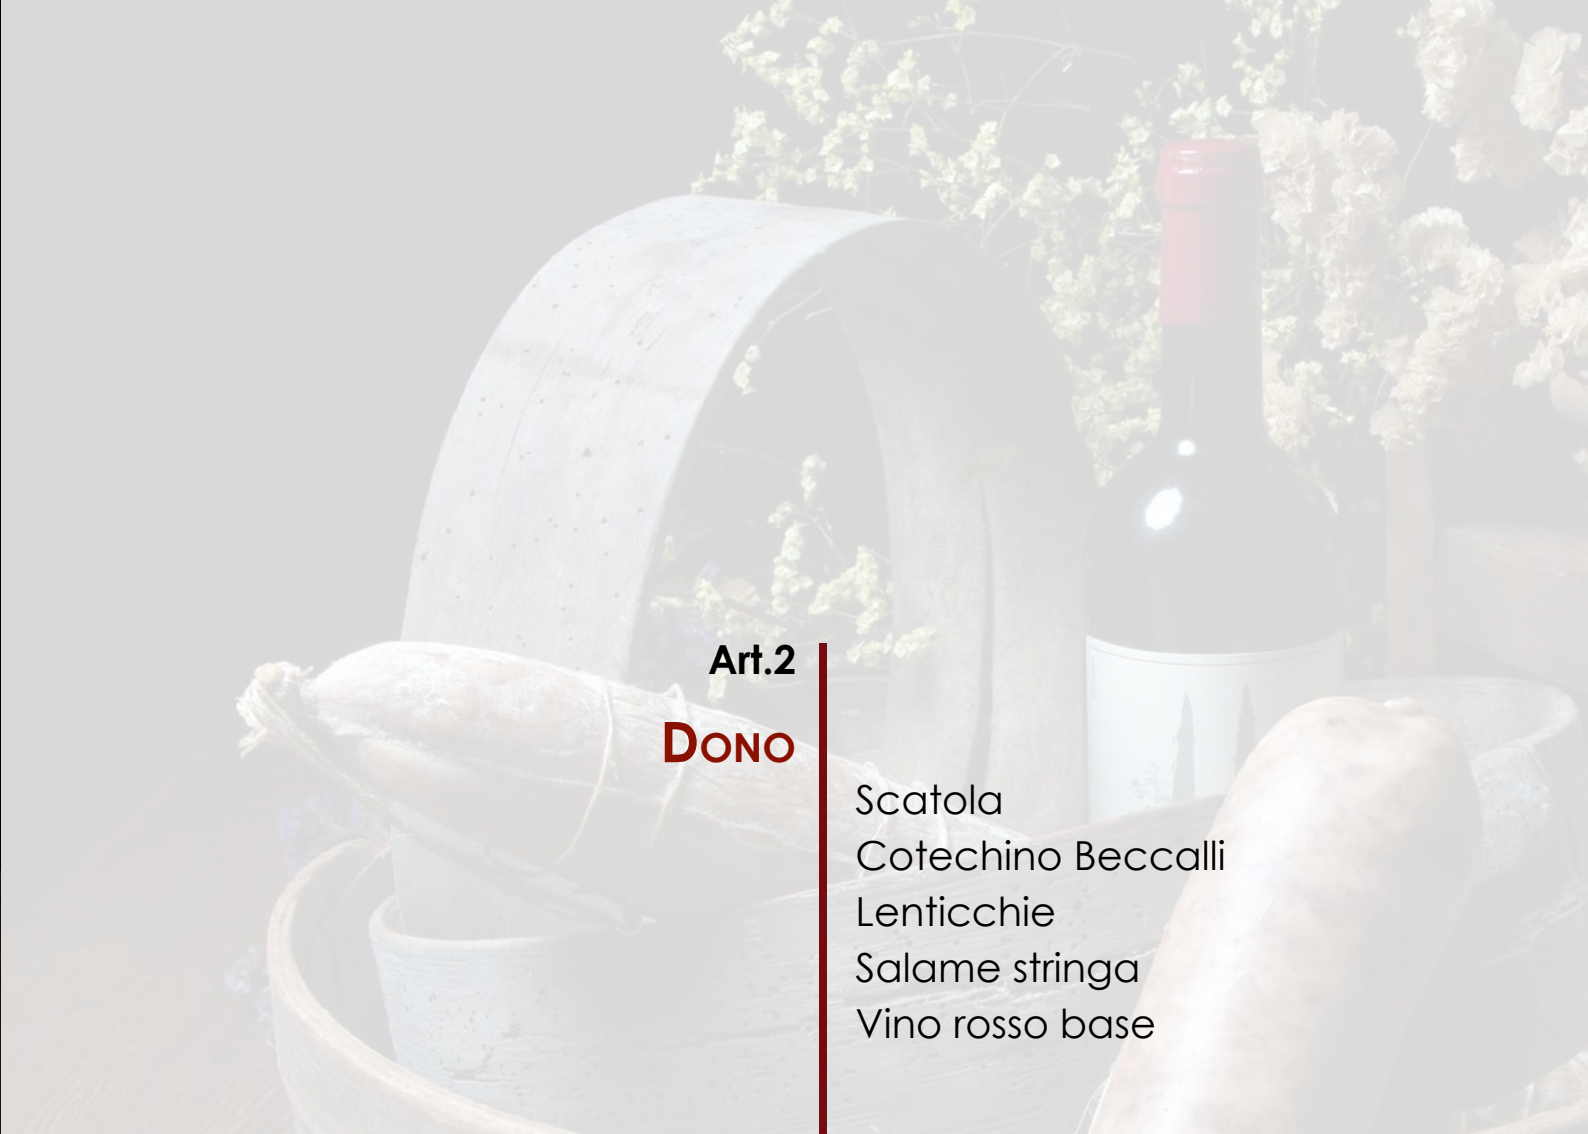 Art.2
Dono
Scatola
Cotechino Beccalli
Lenticchie
Salame stringa
Vino rosso base